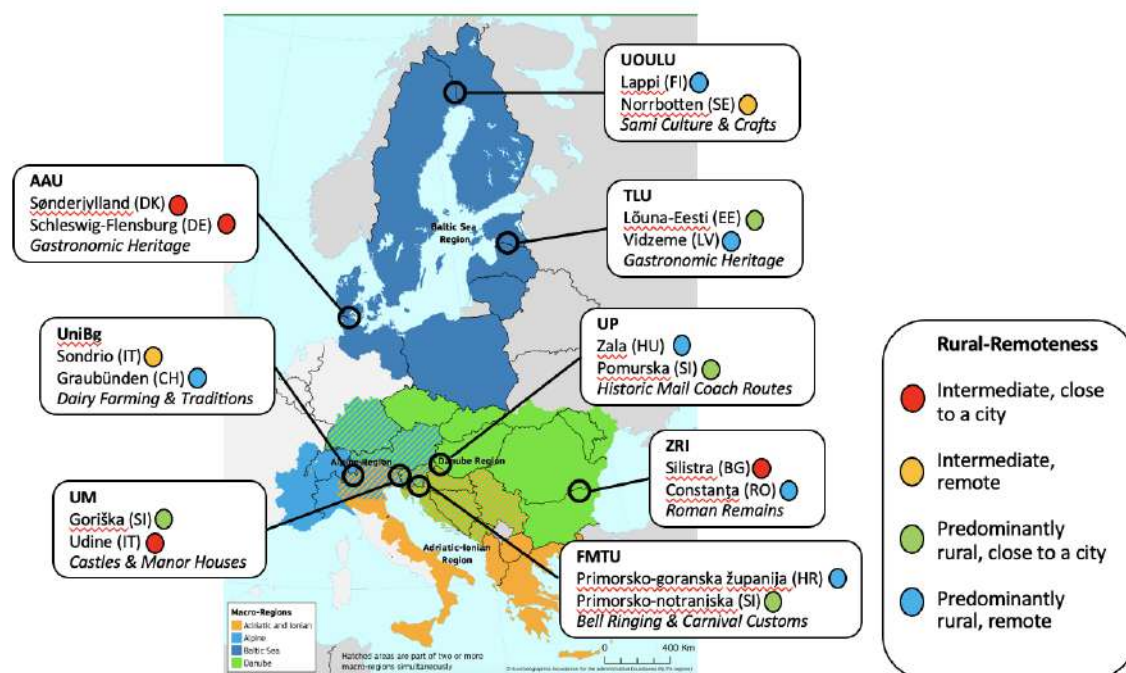 UOULU
Lappi (FI)
Norrbotten (SE)
Sami Culture & Crafts
AAU
Sønderjylland (DK)
Schleswig-Flensburg (DE)
Gastronomic Heritage
TLU
Lõuna-Eesti (EE)
Vidzeme (LV)
Gastronomic Heritage
Baltic Sea
Region
UniBg
Sondrio (IT)
Graubünden (CH)
Dairy Farming & Traditions
UP
Zala (HU)
Pomurska (SI)
Historic Mail Coach Routes
Rural-Remoteness
Intermediate, close
to a city
Intermediate,
remote
Predominantly
rural, close to a city
Predominantly
rural, remote
Alpine Region
Danube Region
ZRI
Silistra (BG)
Constanța (RO)
Roman Remains
UM
Goriška (SI)
Udine (IT)
Castles & Manor Houses
Adriatic-Ionian
Region
FMTU
Primorsko-goranska županija (HR)
Primorsko-notranjska (SI)
Bell Ringing & Carnival Customs
Macro-Regions
Adriatic and Ionian
Alpine
Baltic Sea
Danube
Hatched areas are part of two or more
macro-regions simultaneously
0 400 Km